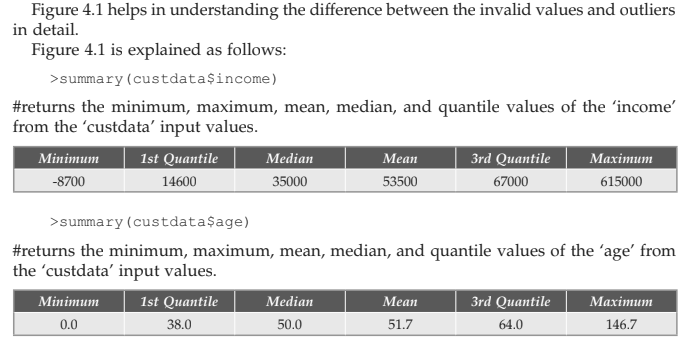 Figure 4.1 helps in understanding the difference between the invalid values and outliers
in detail.
Figure 4.1 is explained as follows:
>summary(custdata$income)
#returns the minimum, maximum, mean, median, and quantile values of the ‘income’
from the ‘custdata’ input values.
Minimum 1st Quantile Median Mean 3rd Quantile Maximum
-8700 14600 35000 53500 67000 615000
>summary(custdata$age)
#returns the minimum, maximum, mean, median, and quantile values of the ‘age’ from
the ‘custdata’ input values.
Minimum 1st Quantile Median Mean 3rd Quantile Maximum
0.0 38.0 50.0 51.7 64.0 146.7